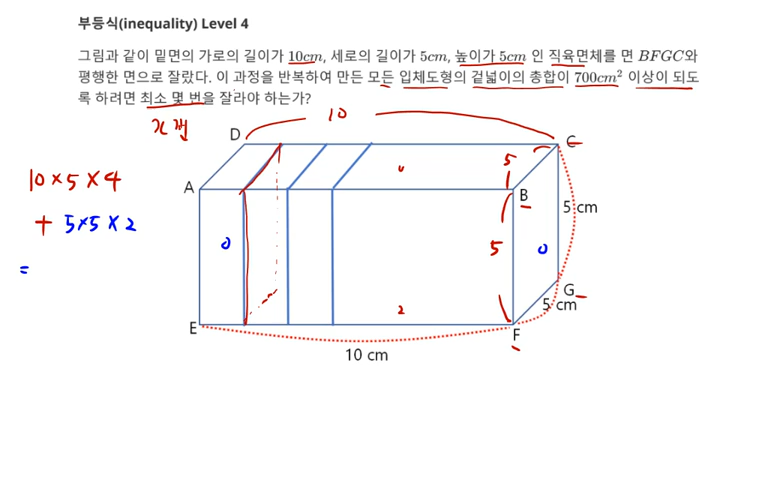 부등식(inequality) Level 4
그림과 같이 밑면의 가로의 길이가 10cm, 세로의 길이가 5cm, 높이가 5cm 인 직육면체를 면 BFGC와
평행한 면으로 잘랐다. 이 과정을 반복하여 만든 모든 입체도형의 겉넓이의 총합이 700cm² 이상이 되도
록 하려면 최소 몇 번을 잘라야 하는가?
x번
10
D
C
10×5×4
5
A
B
+ 5×5×2
5 cm
5
=
G
5 cm
2
E
F
10 cm